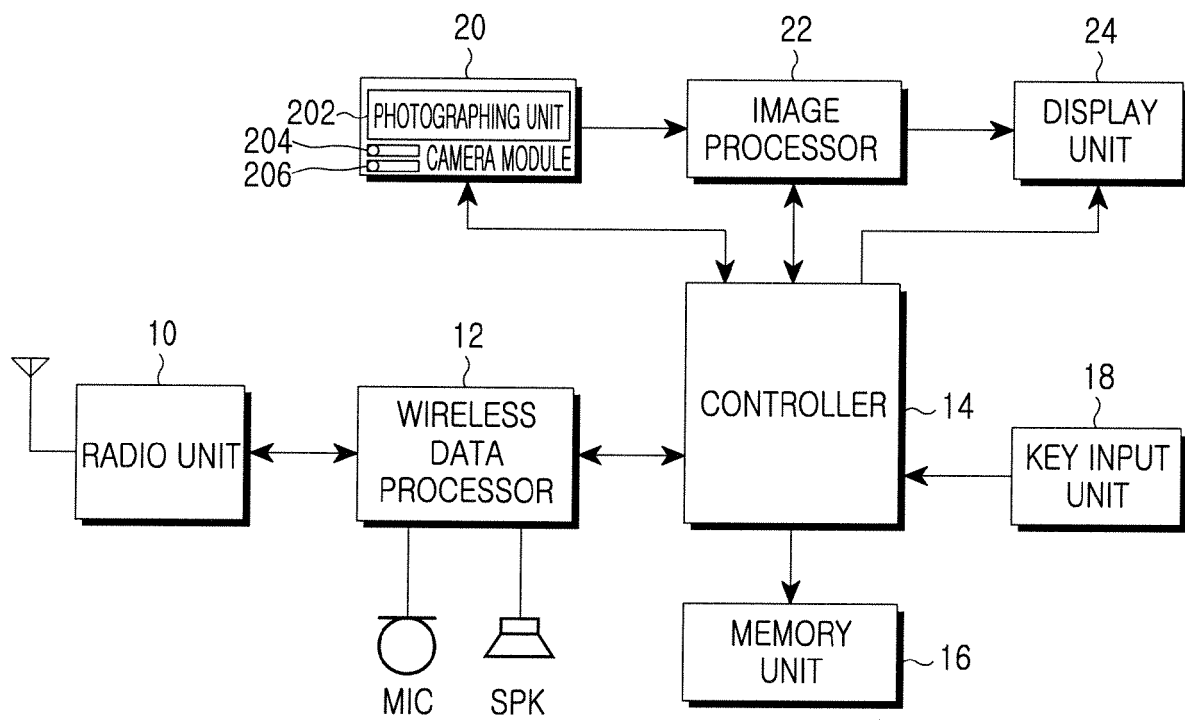 20
22
24
202
PHOTOGRAPHING UNIT
204
CAMERA MODULE
206
IMAGE
PROCESSOR
DISPLAY
UNIT
10
12
RADIO UNIT
WIRELESS
DATA
PROCESSOR
CONTROLLER
14
18
KEY INPUT
UNIT
MEMORY
UNIT
16
MIC
SPK